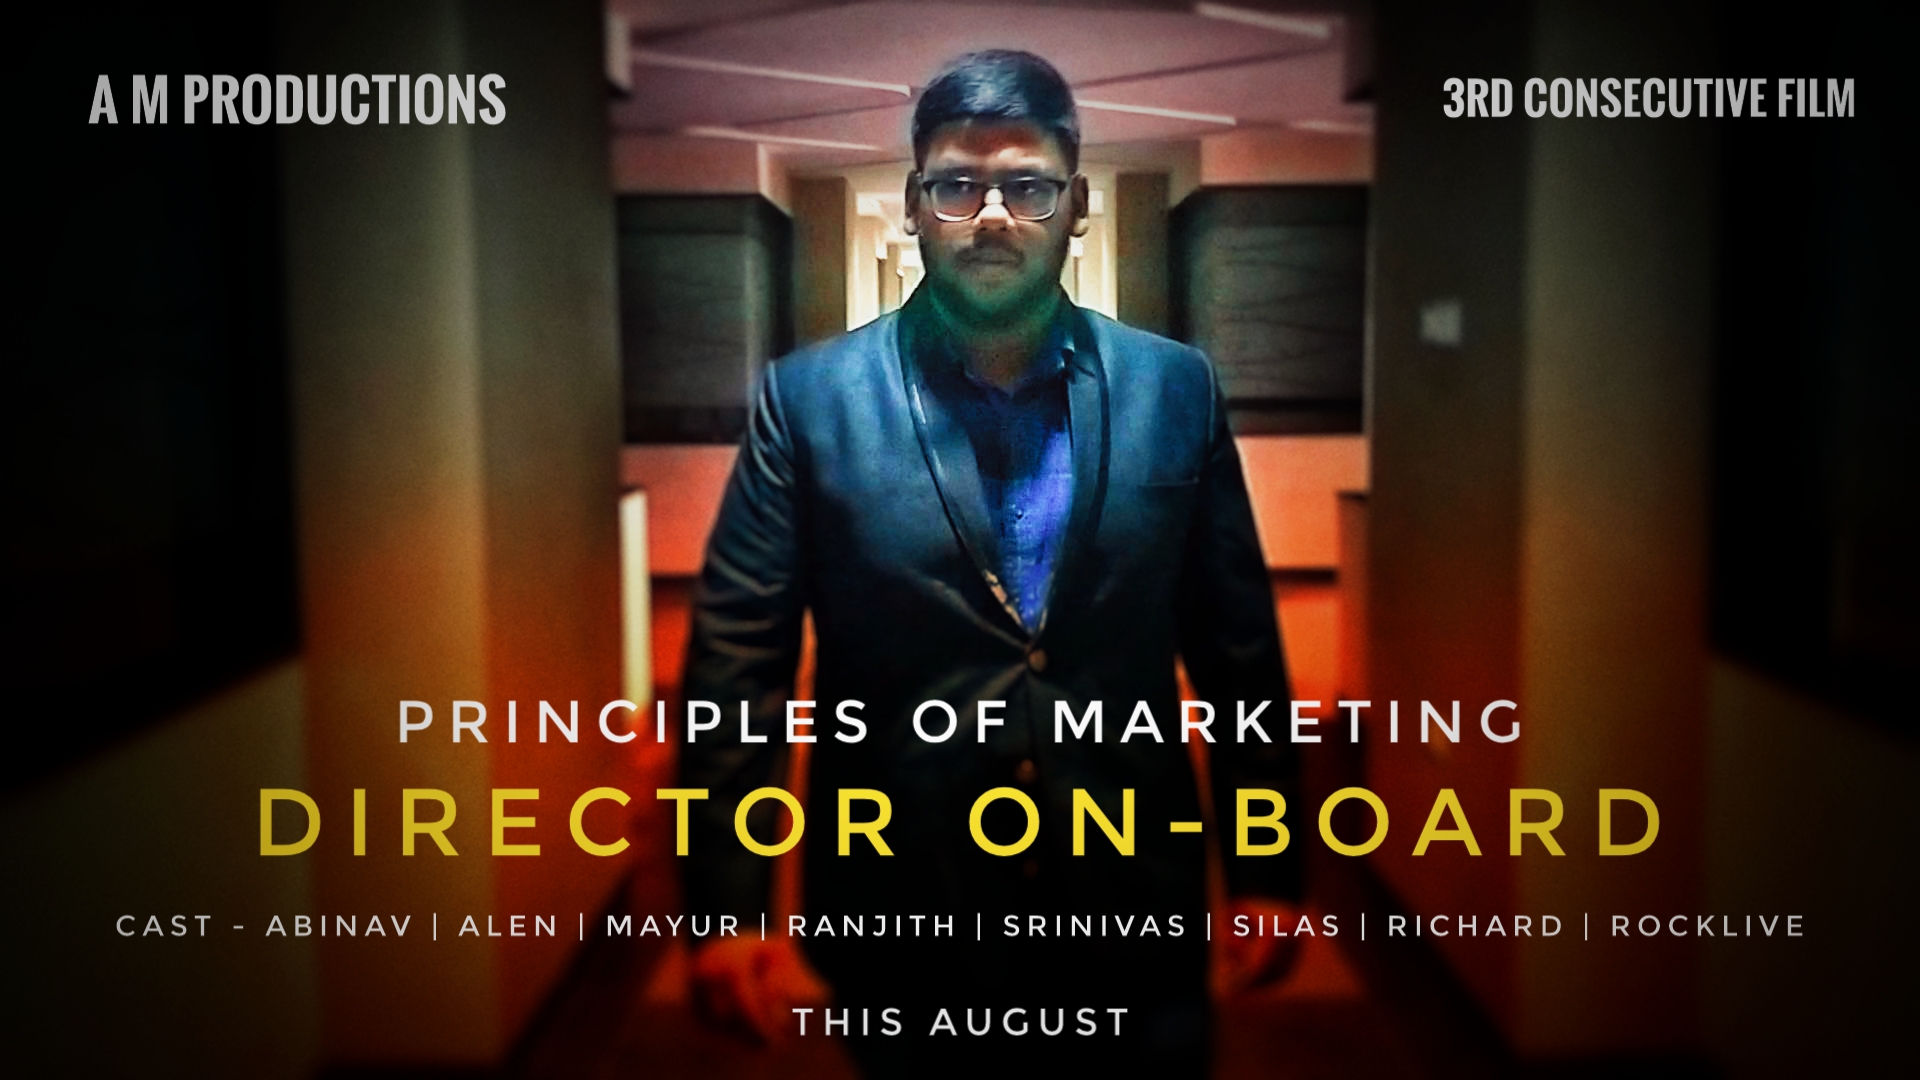 A M PRODUCTIONS
3RD CONSECUTIVE FILM
PRINCIPLES OF MARKETING
DIRECTOR ON-BOARD
CAST - ABINAV | ALEN | MAYUR | RANJITH | SRINIVAS | SILAS | RICHARD | ROCKLIVE
THIS AUGUST